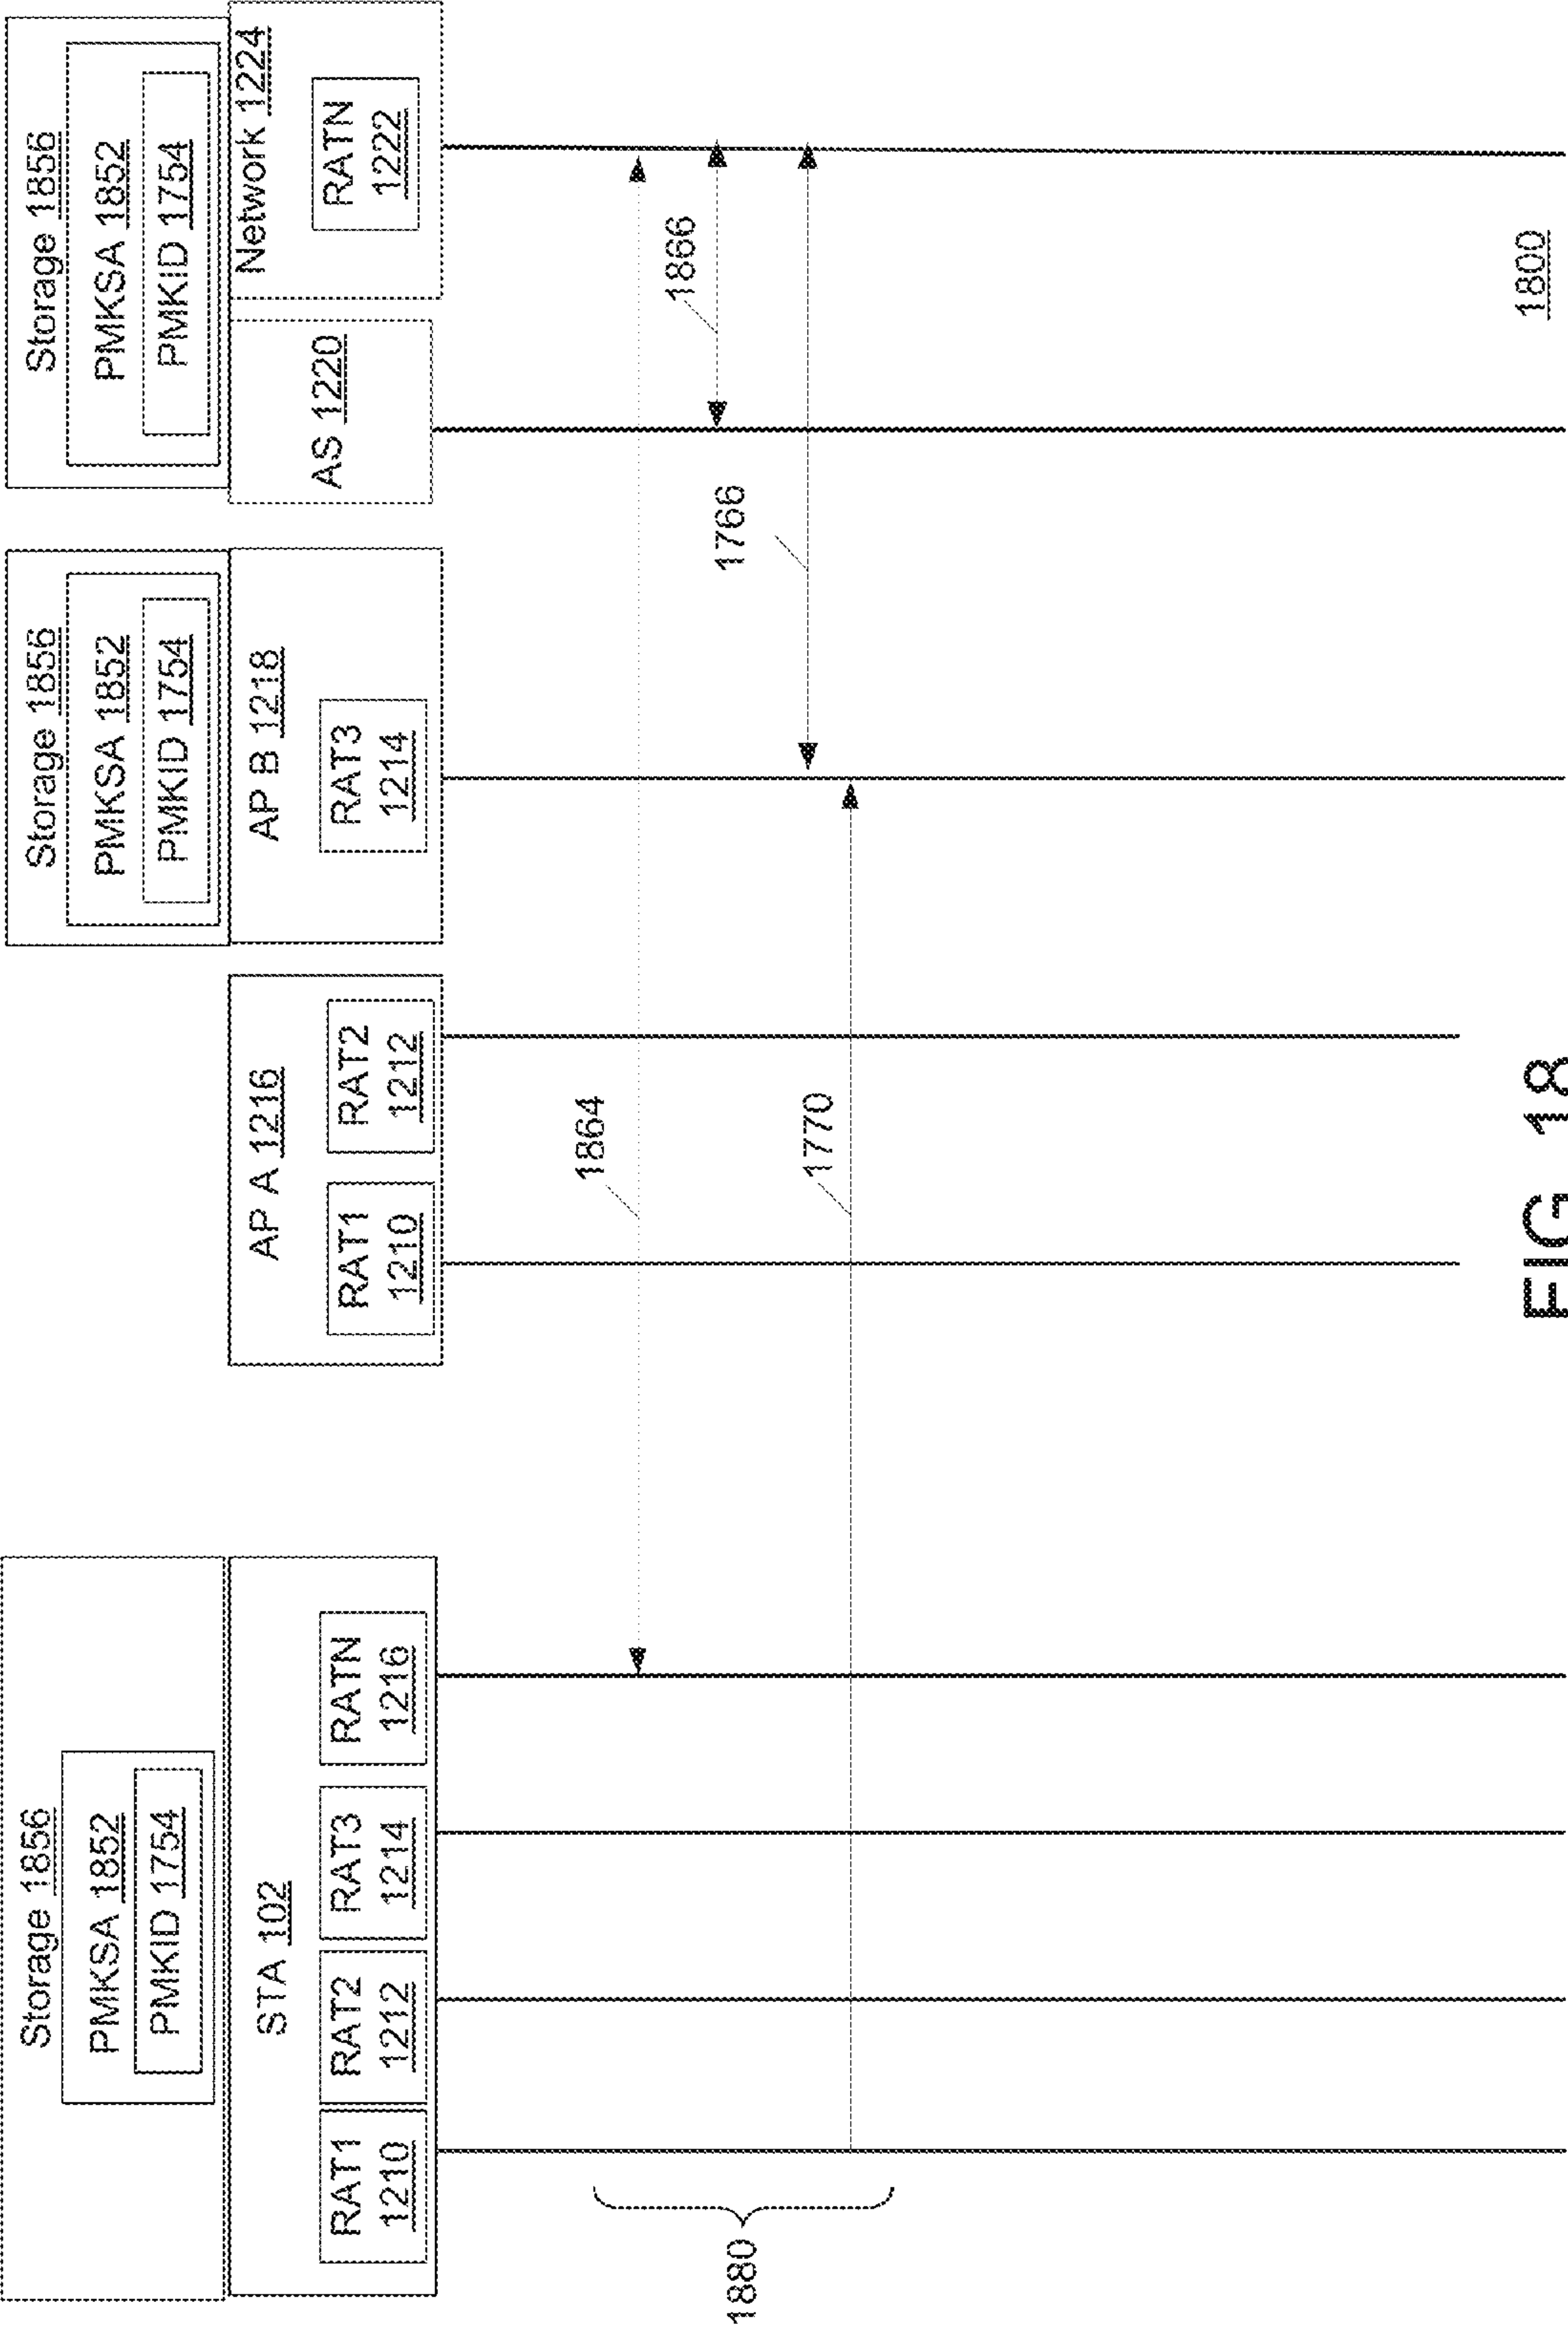 Storage 1856
PMKSA 1852
PMKID 1754
STA 102
RAT1
1210
RAT2
1212
RAT3
1214
RATN
1216
AP A 1216
RAT1
1210
RAT2
1212
Storage 1856
PMKSA 1852
PMKID 1754
AP B 1218
RAT3
1214
Storage 1856
PMKSA 1852
PMKID 1754
AS 1220
Network 1224
RATN
1222
1864
1866
1766
1770
1880
1800
FIG. 18